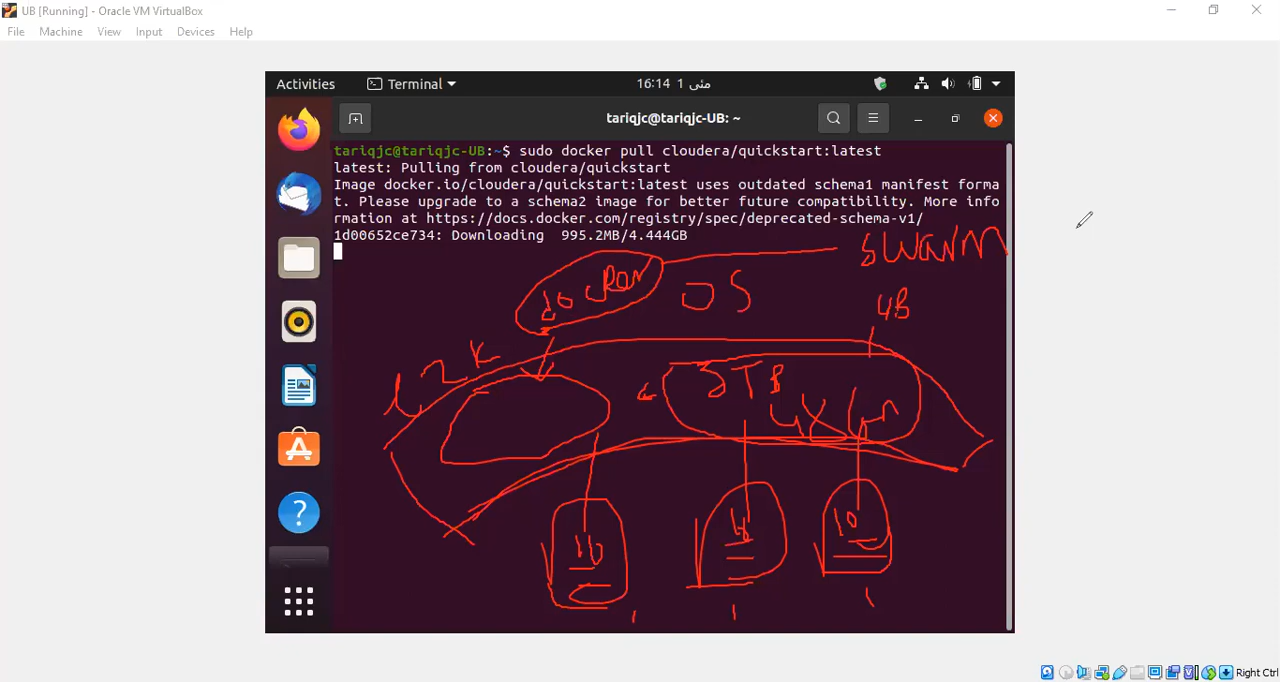 UB [Running] - Oracle VM VirtualBox
File Machine View Input Devices Help
Activities Terminal 16:14 1 مئی
tariqjc@tariqjc-UB: ~
tariqjc@tariqjc-UB:~$ sudo docker pull cloudera/quickstart:latest
latest: Pulling from cloudera/quickstart
Image docker.io/cloudera/quickstart:latest uses outdated schema1 manifest forma
t. Please upgrade to a schema2 image for better future compatibility. More info
rmation at https://docs.docker.com/registry/spec/deprecated-schema-v1/
1d00652ce734: Downloading 995.2MB/4.444GB
SWARM
docker OS
UB
Right Ctrl